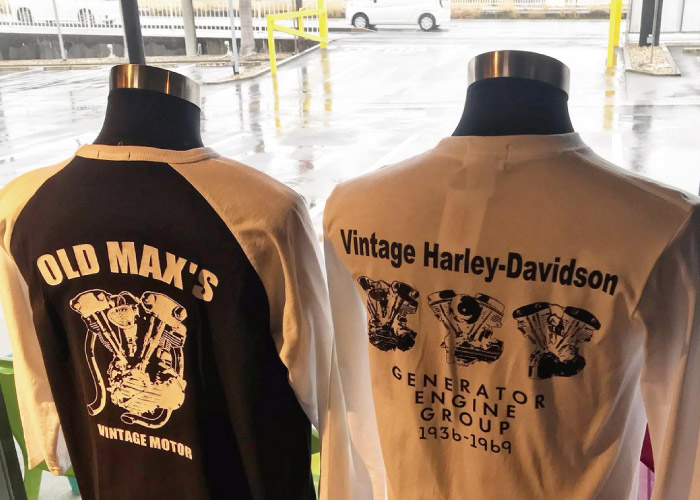 OLD MAX'S
VINTAGE MOTOR
Vintage Harley-Davidson
GENERATOR
ENGINE
GROUP
1936-1969